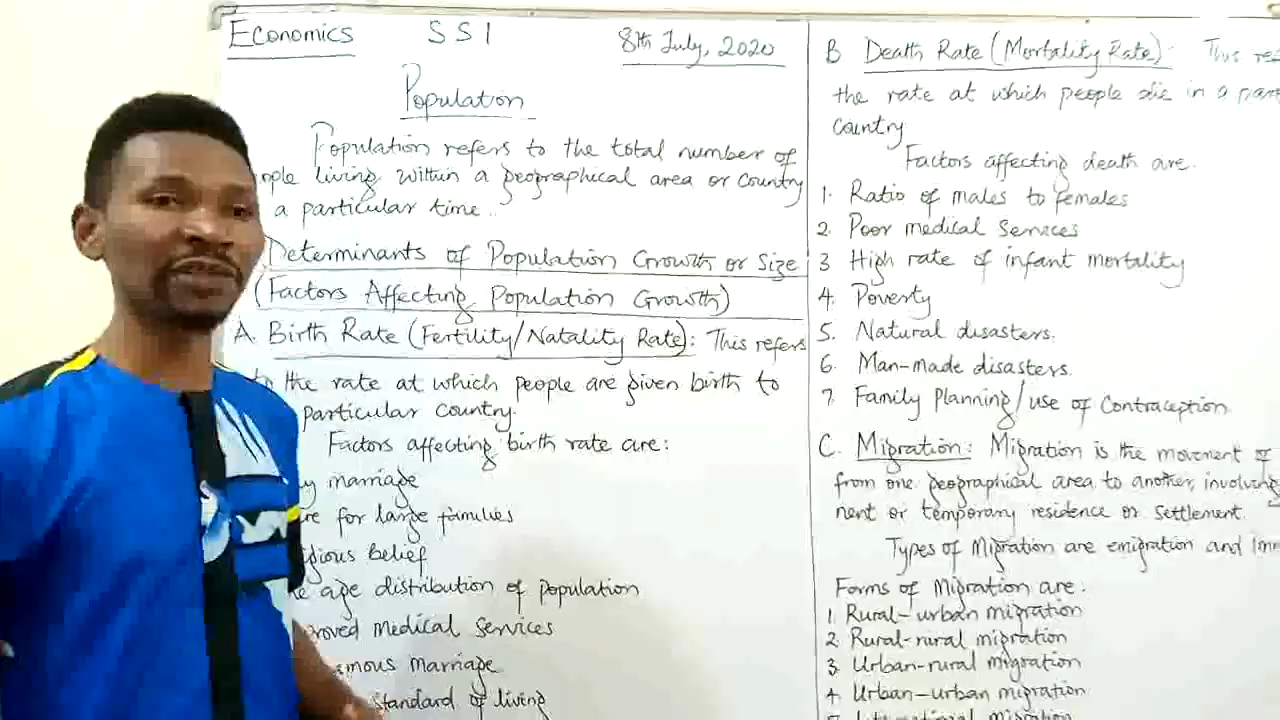 Economics SS1 8th July, 2020
Population
Population refers to the total number of
living within a geographical area or country
a particular time.
Determinants of Population Growth or Size
(Factors Affecting Population Growth)
A. Birth Rate (Fertility/Natality Rate): This refers
the rate at which people are given birth to
particular country.
Factors affecting birth rate are:
marriage
for large families
belief
age distribution of population
medical services
marriage
standard of living
B Death Rate (Mortality Rate): This
the rate at which people die in a
country
Factors affecting death are.
1. Ratio of males to females
2. Poor medical services
3 High rate of infant mortality
4. Poverty
5. Natural disasters.
6. Man-made disasters.
7. Family Planning/use of Contraception
C. Migration: Migration is the movement of
from one geographical area to another, involving
nent or temporary residence or settlement.
Types of Migration are emigration and
Forms of Migration are:
1. Rural-urban migration
2. Rural-rural migration
3. Urban-rural migration
4. Urban-urban migration
5. International migration